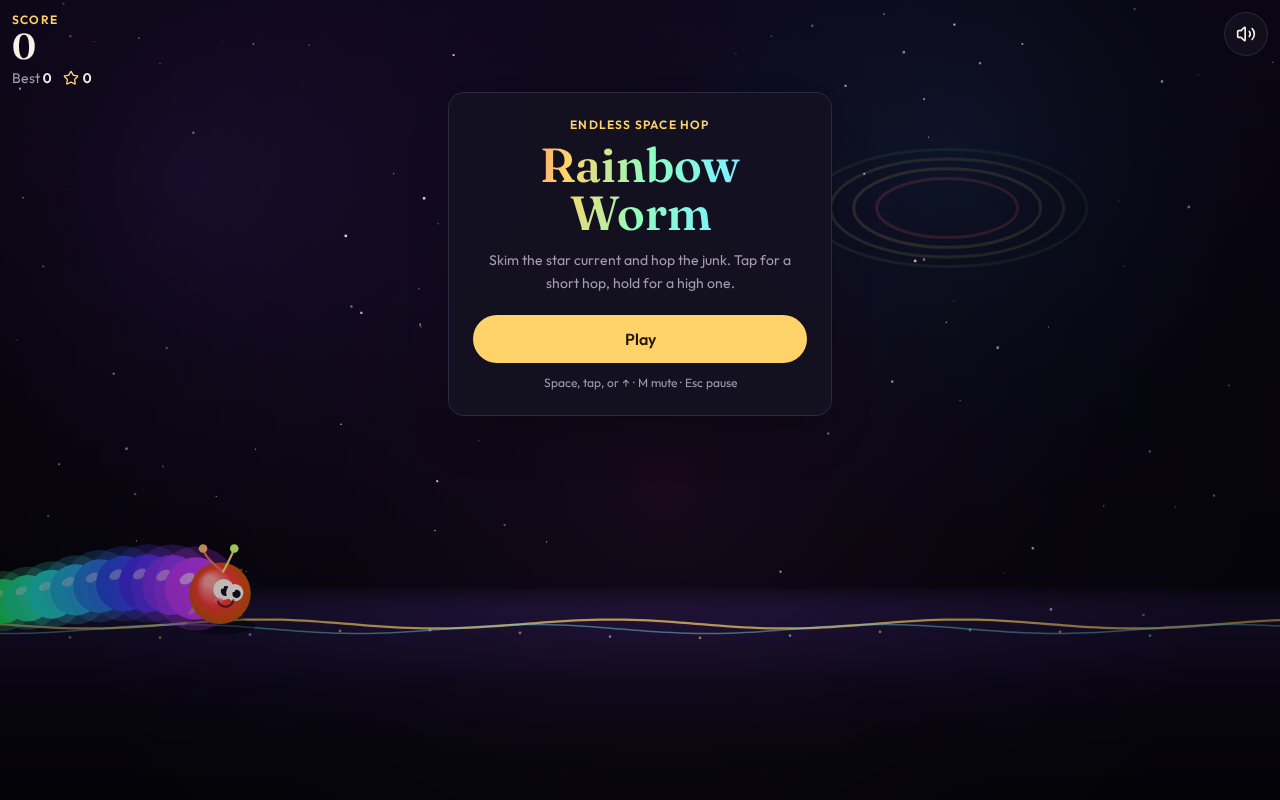 SCORE
0
Best 0 0
ENDLESS SPACE HOP
Rainbow
Worm
Skim the star current and hop the junk. Tap for a
short hop, hold for a high one.
Play
Space, tap, or ↑ · M mute · Esc pause